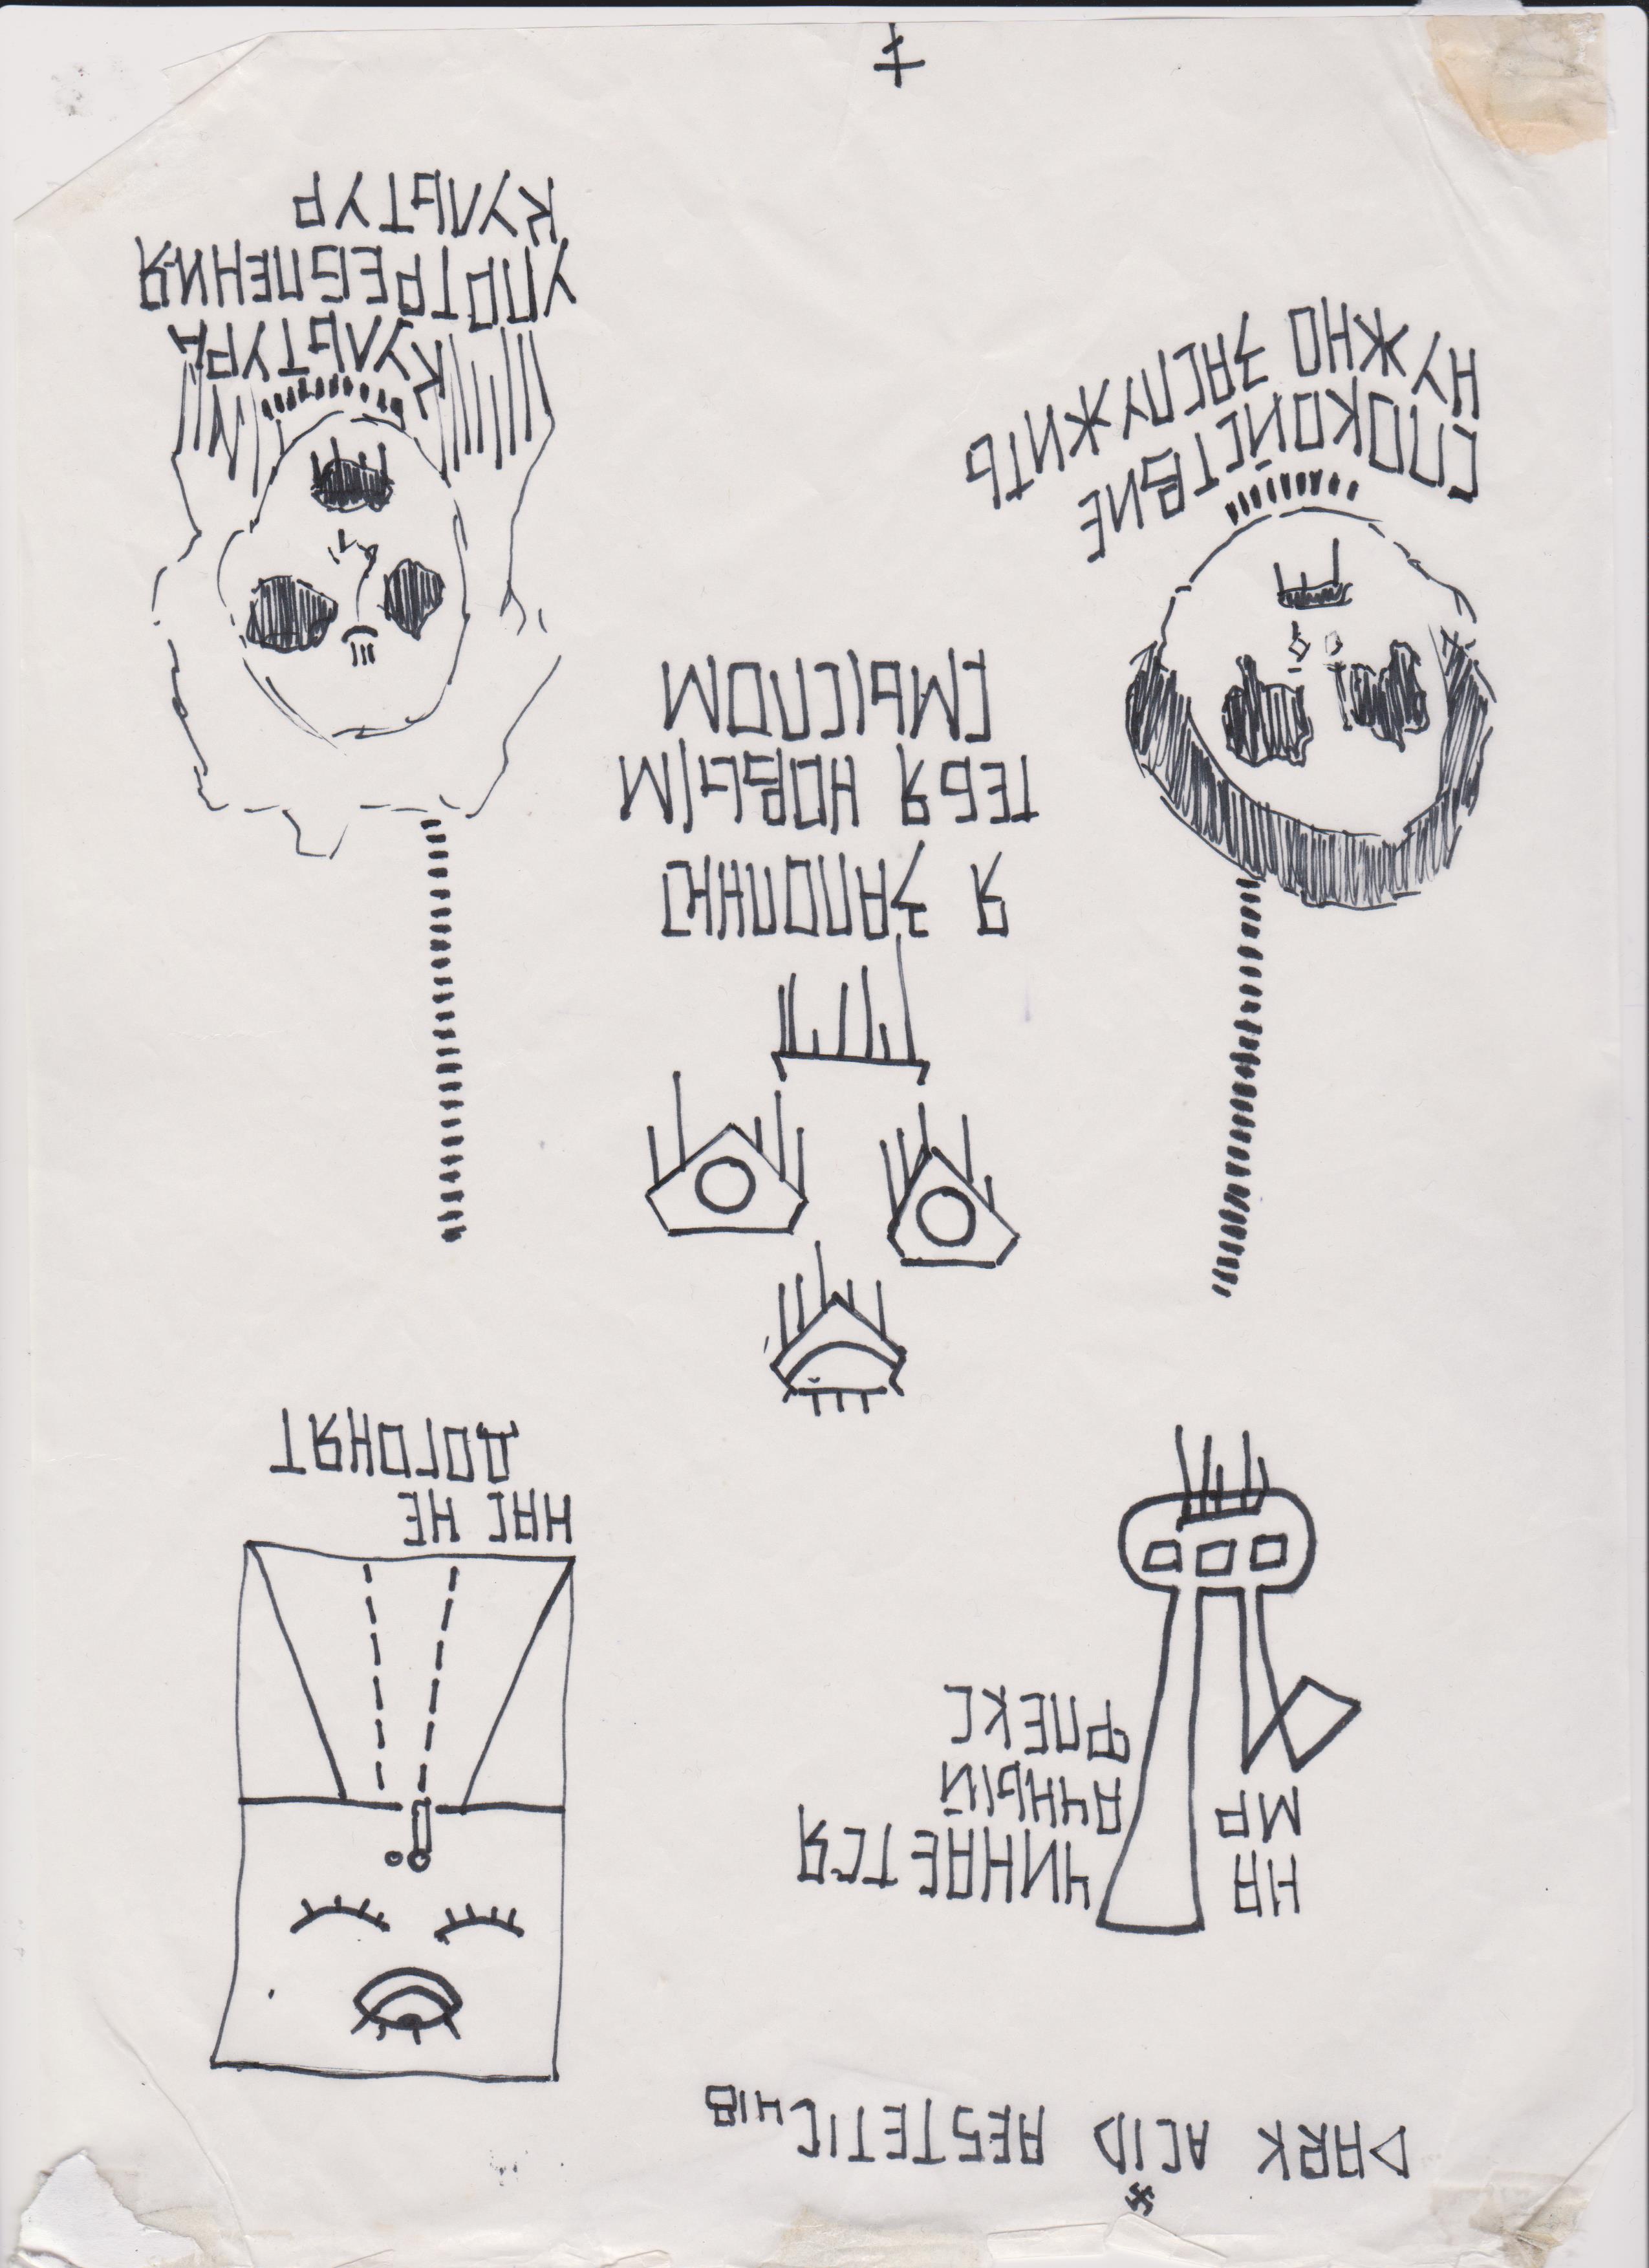 DARK ACID AESTETIC 418
НА ЧИНАЕТСЯ
МР АЧНЫЙ
ФЛЕКС
НАС НЕ
ДОГОНЯТ
Я ЗАПОЛНЮ
ТЕБЯ НОВЫМ
СМЫСЛОМ
СПОКОЙСТВИЕ
НУЖНО ЗАСЛУЖИТЬ
КУЛЬТУРА
УПОТРЕБЛЕНИЯ
КУЛЬТУР